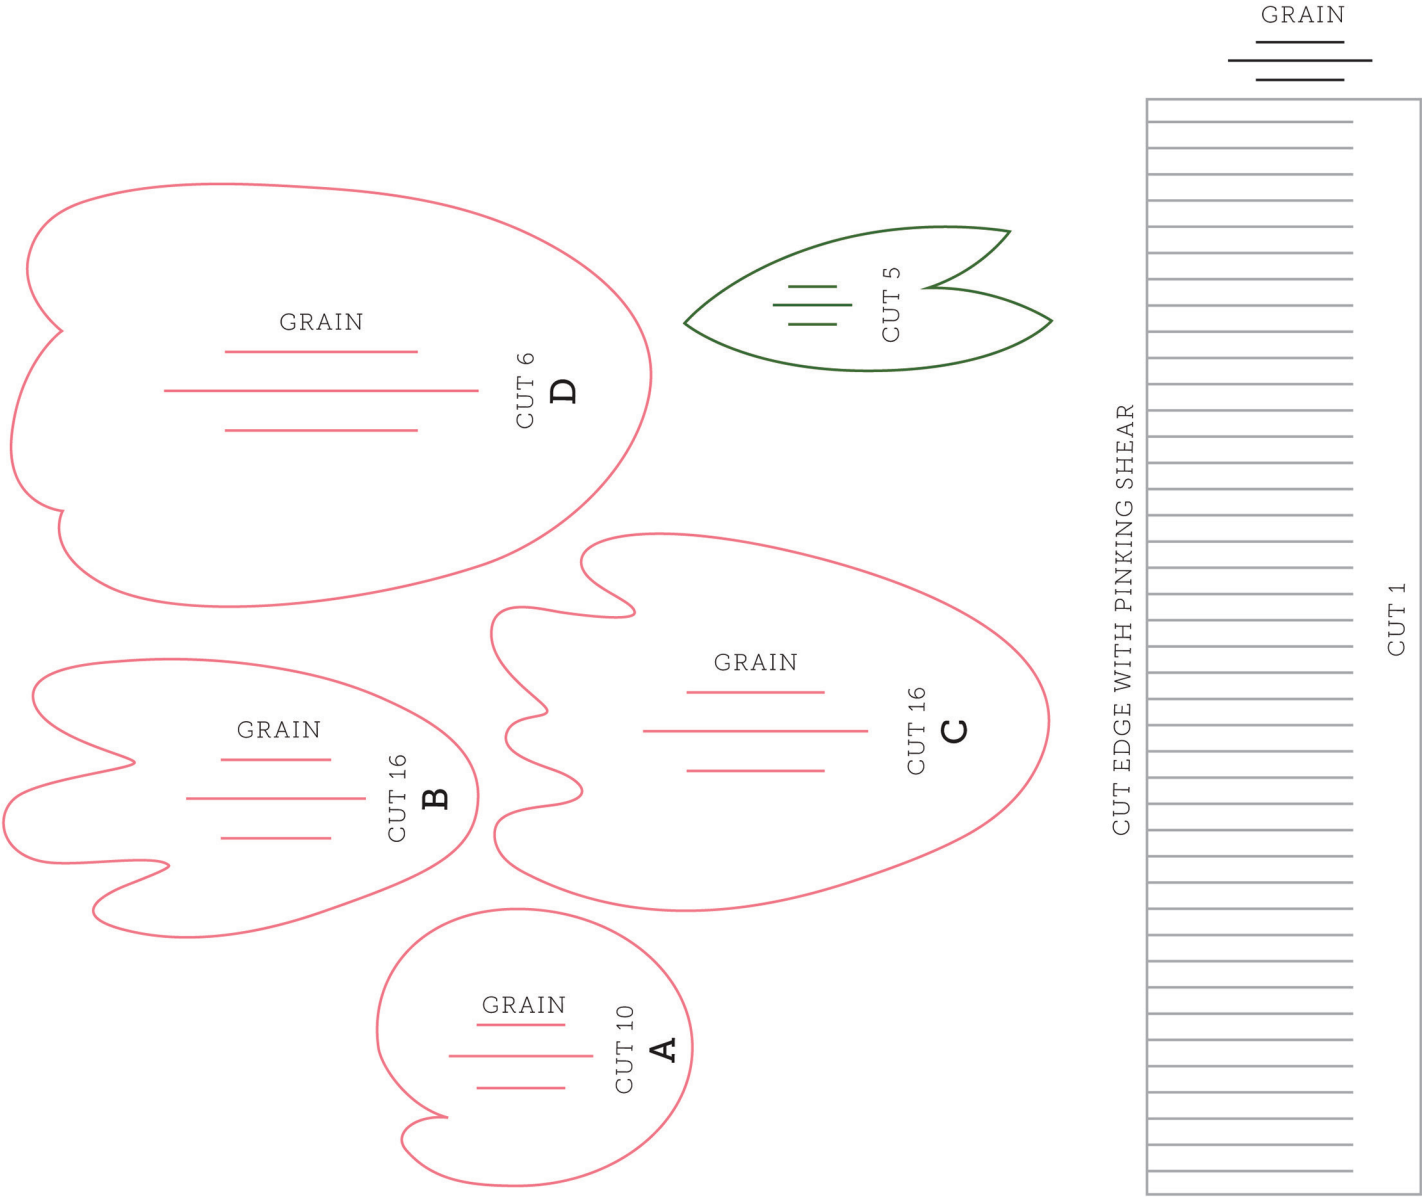 GRAIN
GRAIN
CUT 6
D
CUT 5
CUT EDGE WITH PINKING SHEAR
CUT 1
GRAIN
CUT 16
C
GRAIN
CUT 16
B
GRAIN
CUT 10
A